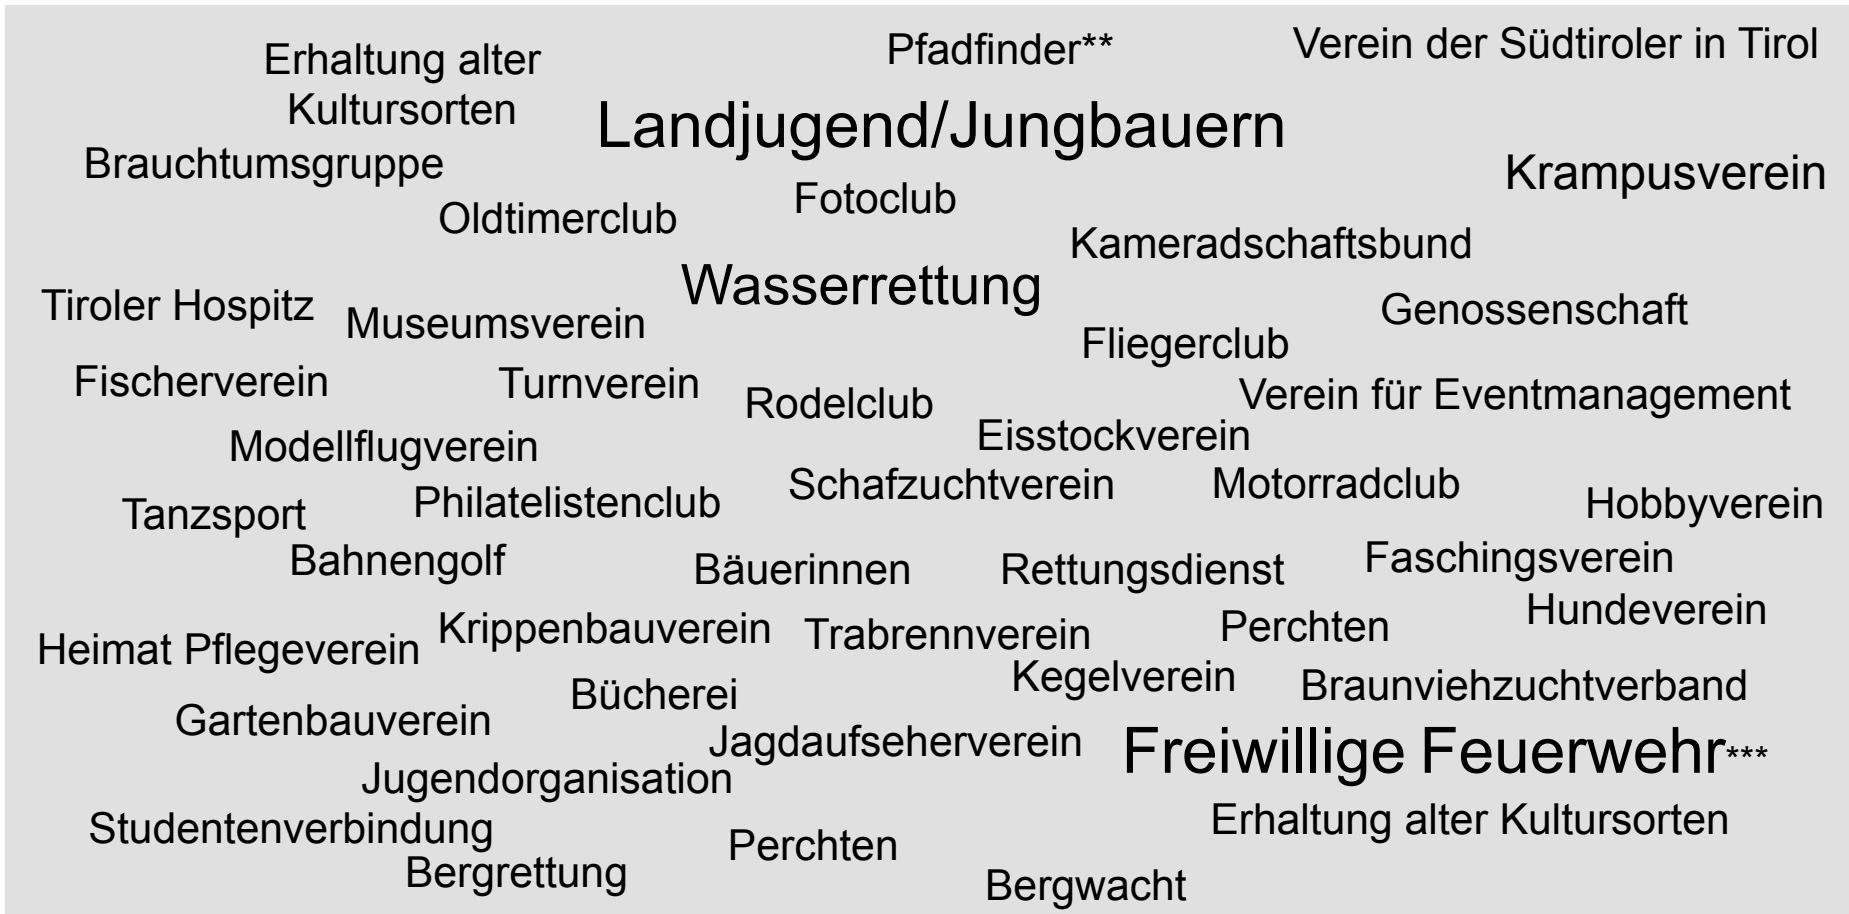 Pfadfinder**
Verein der Südtiroler in Tirol
Erhaltung alter
Kultursorten
Landjugend/Jungbauern
Brauchtumsgruppe
Krampusverein
Fotoclub
Oldtimerclub
Kameradschaftsbund
Wasserrettung
Tiroler Hospitz
Museumsverein
Genossenschaft
Fliegerclub
Fischerverein
Turnverein
Rodelclub
Verein für Eventmanagement
Eisstockverein
Modellflugverein
Schafzuchtverein
Motorradclub
Philatelistenclub
Hobbyverein
Tanzsport
Bahnengolf
Bäuerinnen
Rettungsdienst
Faschingsverein
Hundeverein
Krippenbauverein
Trabrennverein
Perchten
Heimat Pflegeverein
Kegelverein
Braunviehzuchtverband
Bücherei
Gartenbauverein
Jagdaufseherverein
Freiwillige Feuerwehr***
Jugendorganisation
Erhaltung alter Kultursorten
Studentenverbindung
Perchten
Bergrettung
Bergwacht